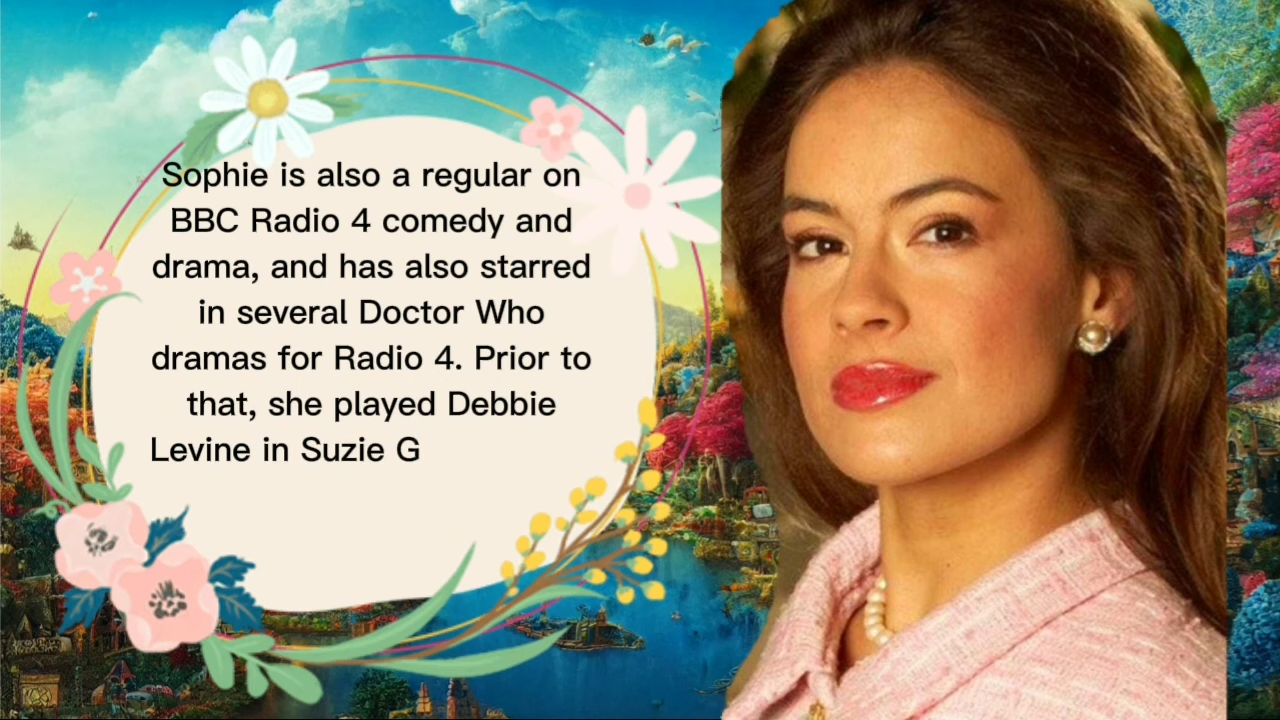 Sophie is also a regular on
BBC Radio 4 comedy and
drama, and has also starred
in several Doctor Who
dramas for Radio 4. Prior to
that, she played Debbie
Levine in Suzie G